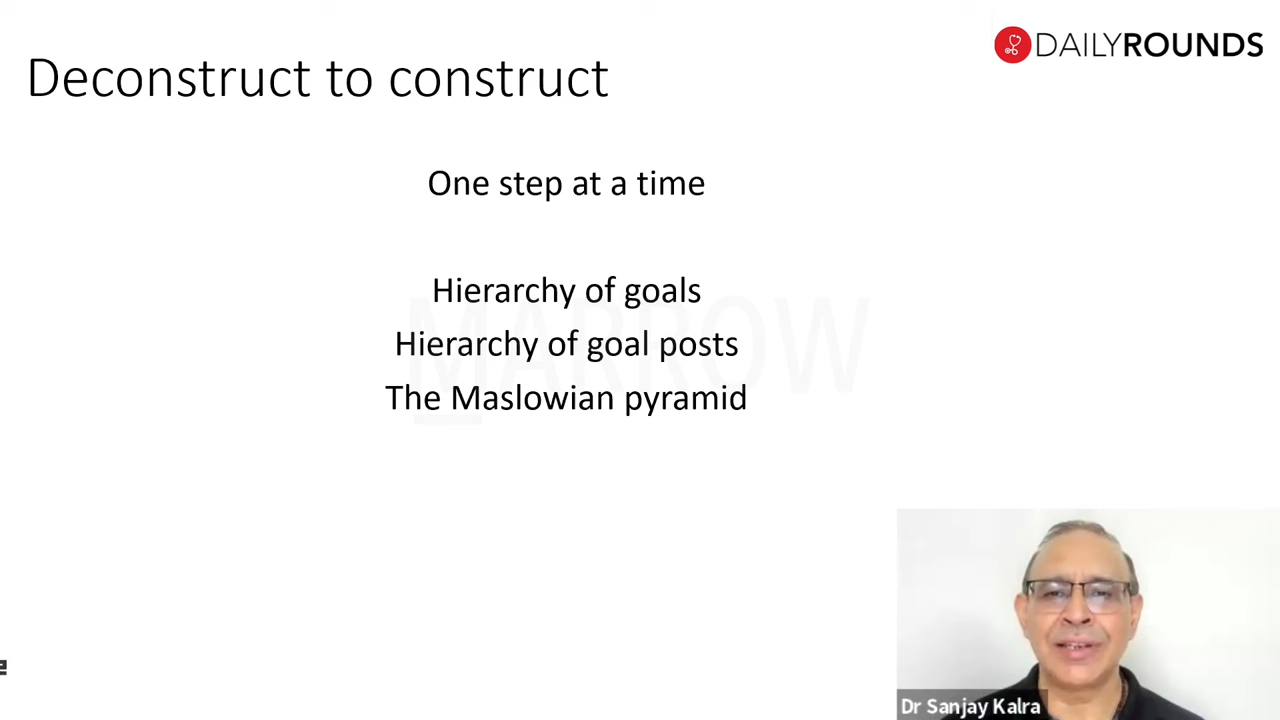 DAILYROUNDS
Deconstruct to construct
One step at a time
Hierarchy of goals
Hierarchy of goal posts
The Maslowian pyramid
MARROW
Dr Sanjay Kalra